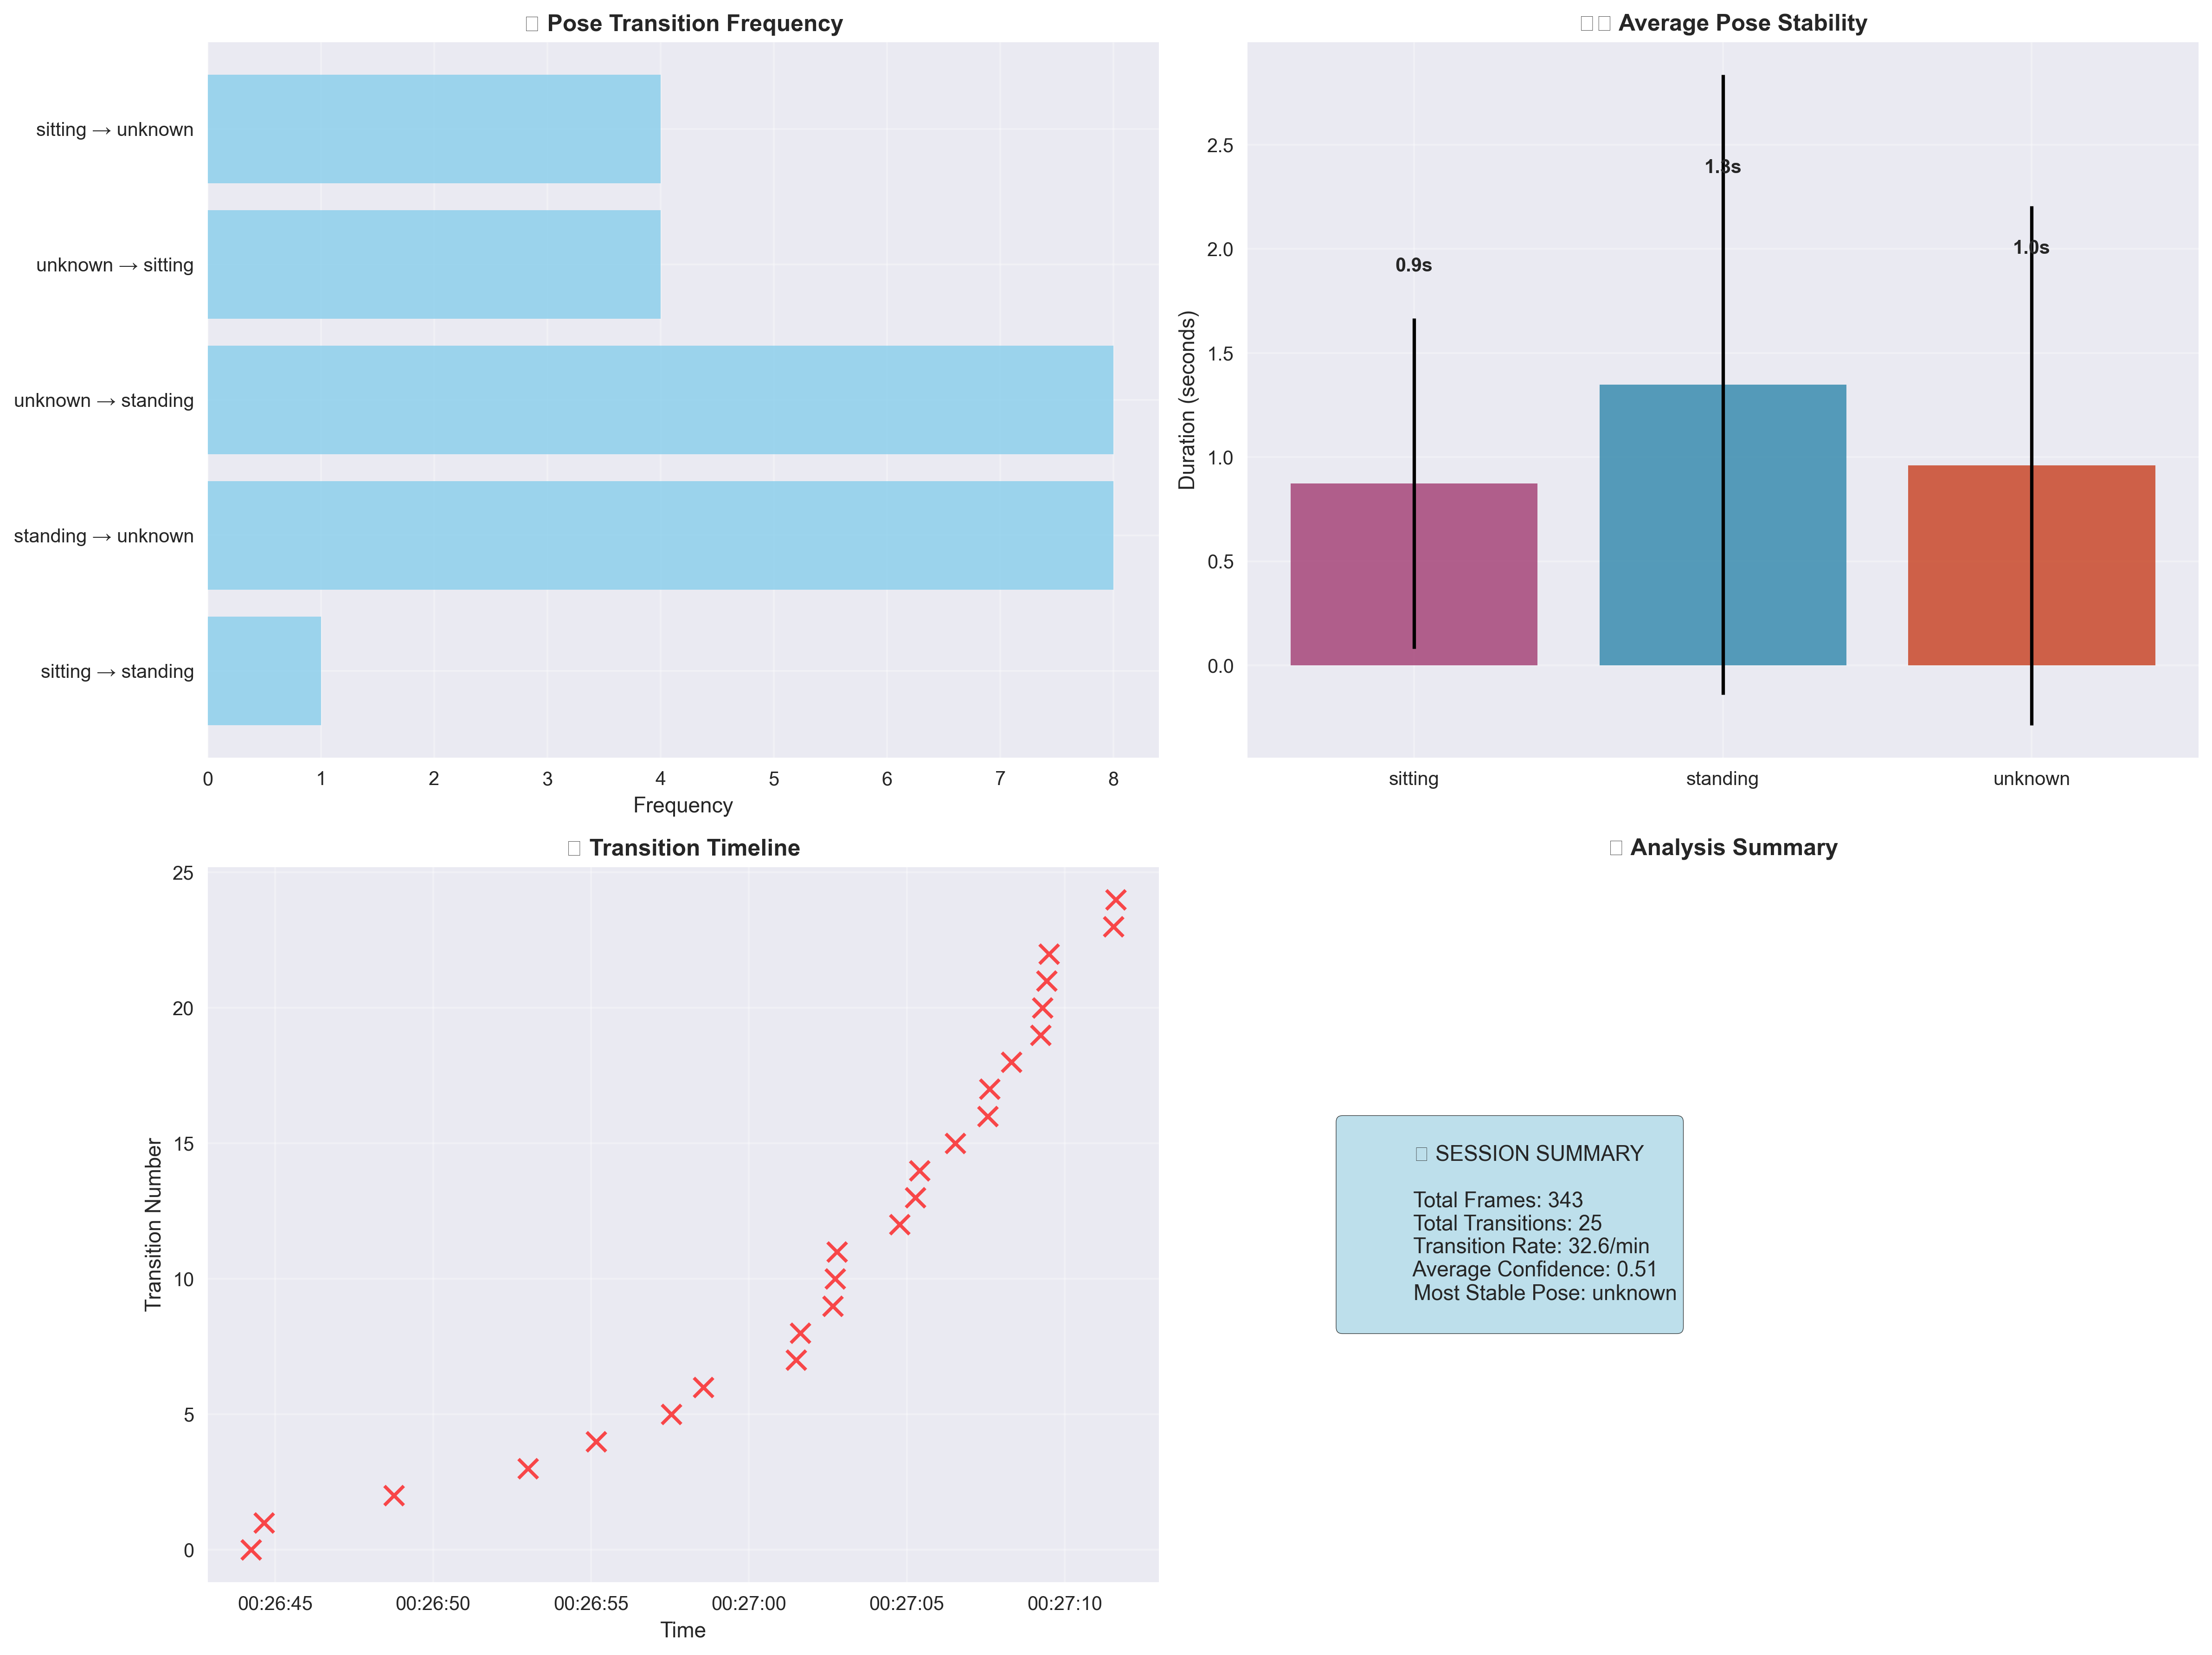 Pose Transition Frequency
sitting → unknown
unknown → sitting
unknown → standing
standing → unknown
sitting → standing
0 1 2 3 4 5 6 7 8
Frequency
Average Pose Stability
Duration (seconds)
2.5
2.0
1.5
1.0
0.5
0.0
0.9s
1.3s
1.0s
sitting standing unknown
Transition Timeline
Transition Number
25
20
15
10
5
0
00:26:45 00:26:50 00:26:55 00:27:00 00:27:05 00:27:10
Time
Analysis Summary
SESSION SUMMARY
Total Frames: 343
Total Transitions: 25
Transition Rate: 32.6/min
Average Confidence: 0.51
Most Stable Pose: unknown